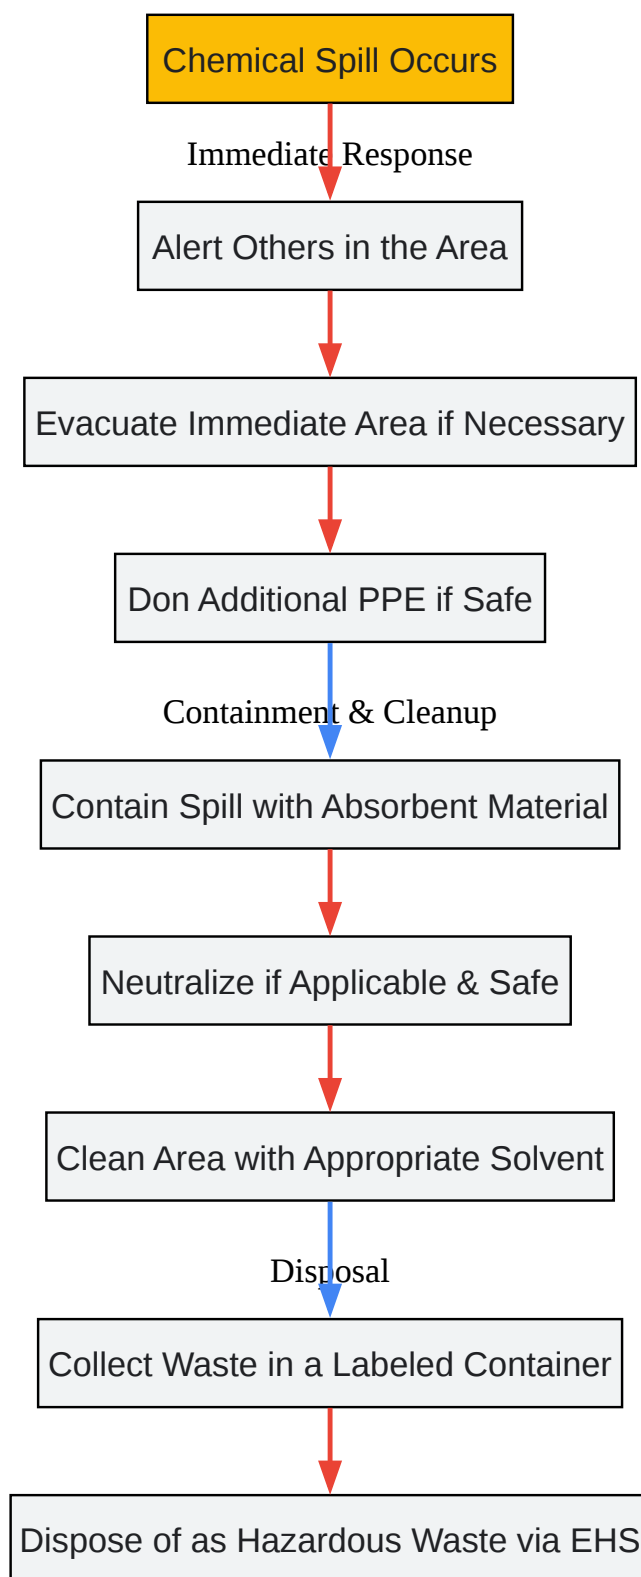 Chemical Spill Occurs
Immediate Response
Alert Others in the Area
Evacuate Immediate Area if Necessary
Don Additional PPE if Safe
Containment & Cleanup
Contain Spill with Absorbent Material
Neutralize if Applicable & Safe
Clean Area with Appropriate Solvent
Disposal
Collect Waste in a Labeled Container
Dispose of as Hazardous Waste via EHS